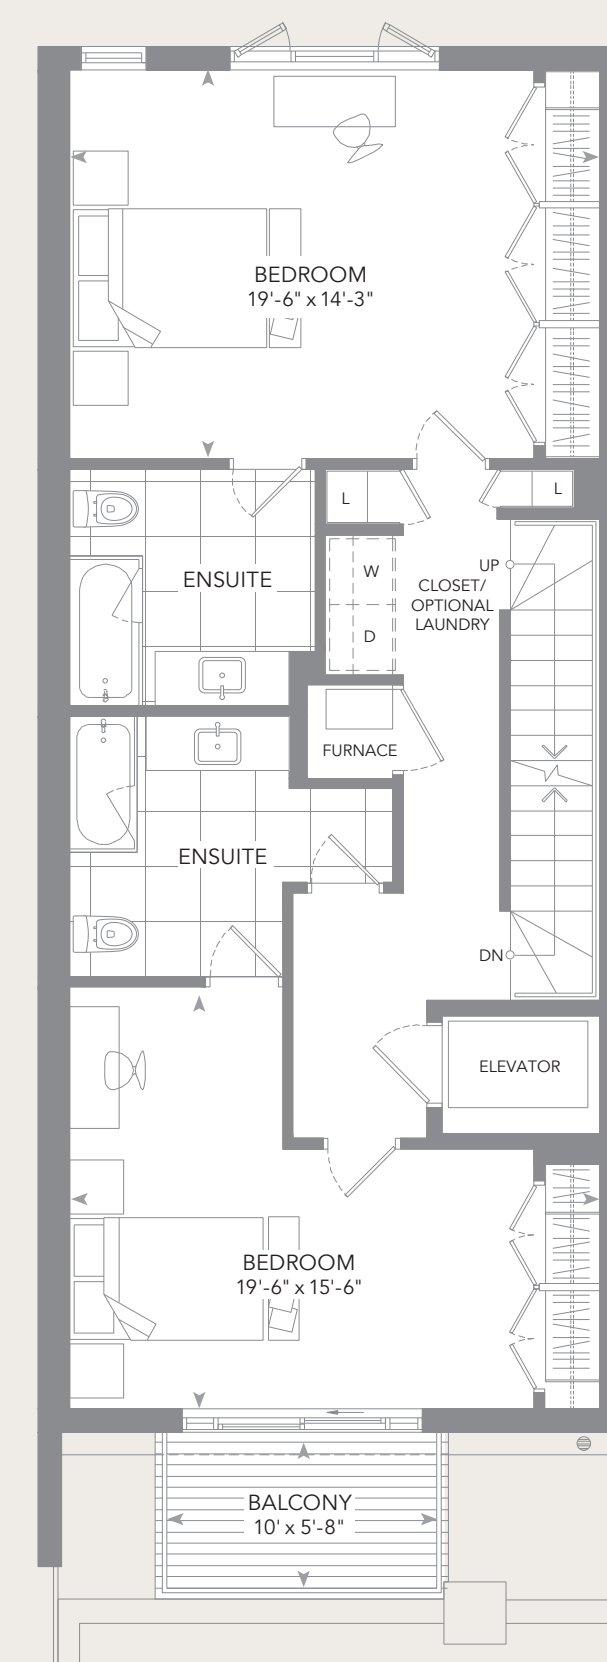 BEDROOM
19'-6" x 14'-3"
L
L
ENSUITE
W
UP
CLOSET/
OPTIONAL
LAUNDRY
D
FURNACE
ENSUITE
DN
ELEVATOR
BEDROOM
19'-6" x 15'-6"
BALCONY
10' x 5'-8"